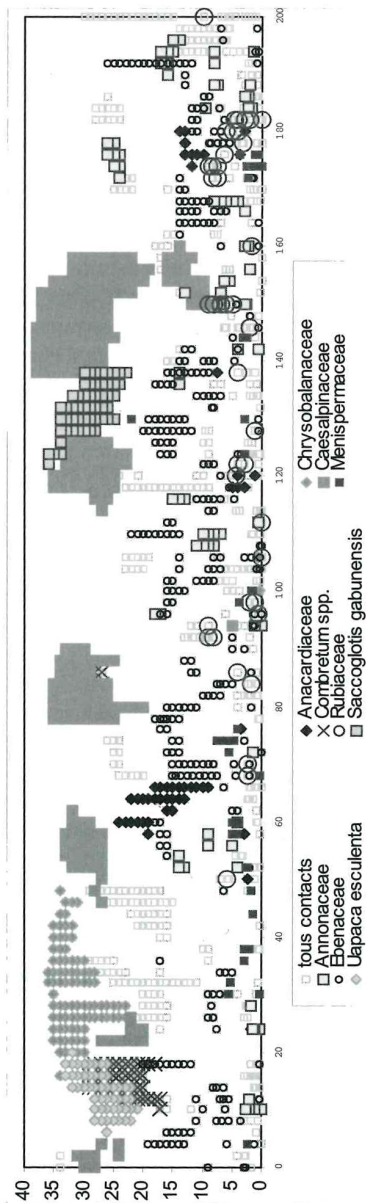 40
35
30
25
20
15
10
5
0
0 20 40 60 80 100 120 140 160 180 200
tous contacts
Annonaceae
Ebenaceae
Uapaca esculenta
Anacardiaceae
Combretum spp.
Rubiaceae
Saccoglotis gabunensis
Chrysobalanaceae
Caesalpinaceae
Menispermaceae